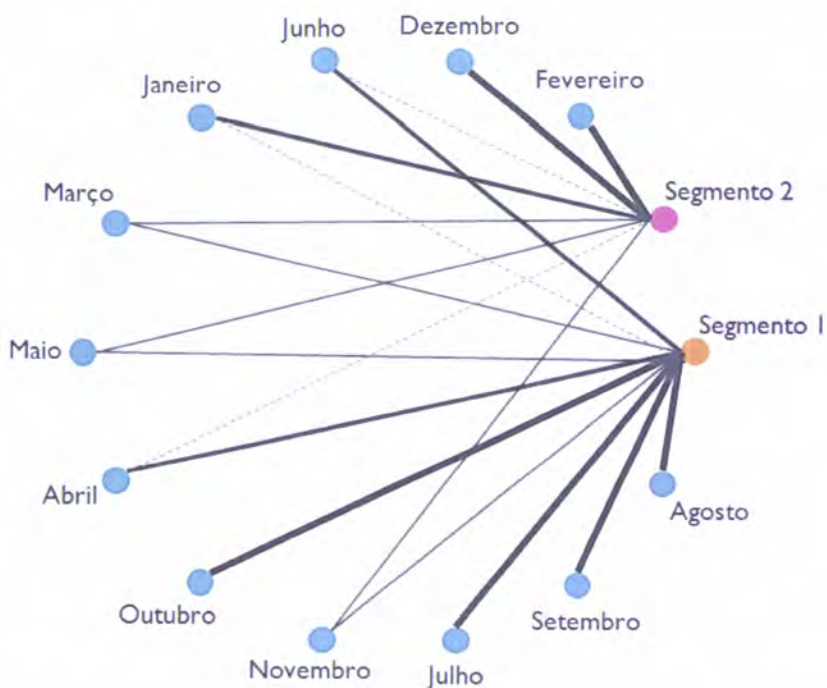 Junho
Dezembro
Janeiro
Fevereiro
Março
Segmento 2
Maio
Segmento 1
Abril
Agosto
Outubro
Setembro
Novembro
Julho